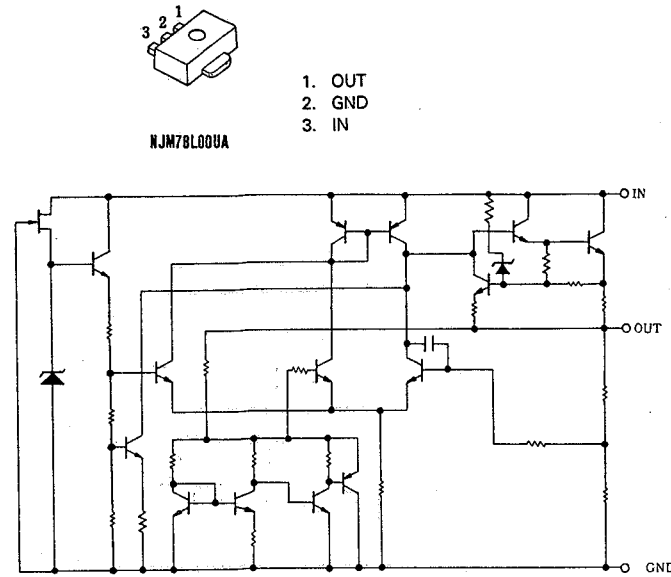 1
2
3
1. OUT
2. GND
3. IN
NJM78L00UA
IN
OUT
GND